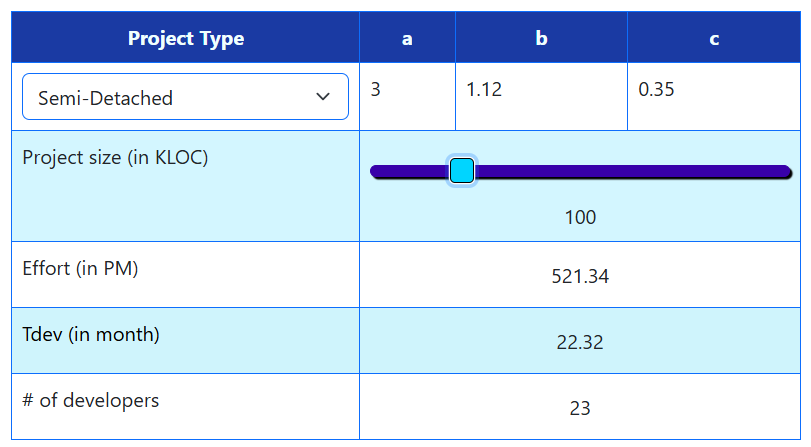 Project Type a b c
Semi-Detached 3 1.12 0.35
Project size (in KLOC)
100
Effort (in PM) 521.34
Tdev (in month) 22.32
# of developers 23